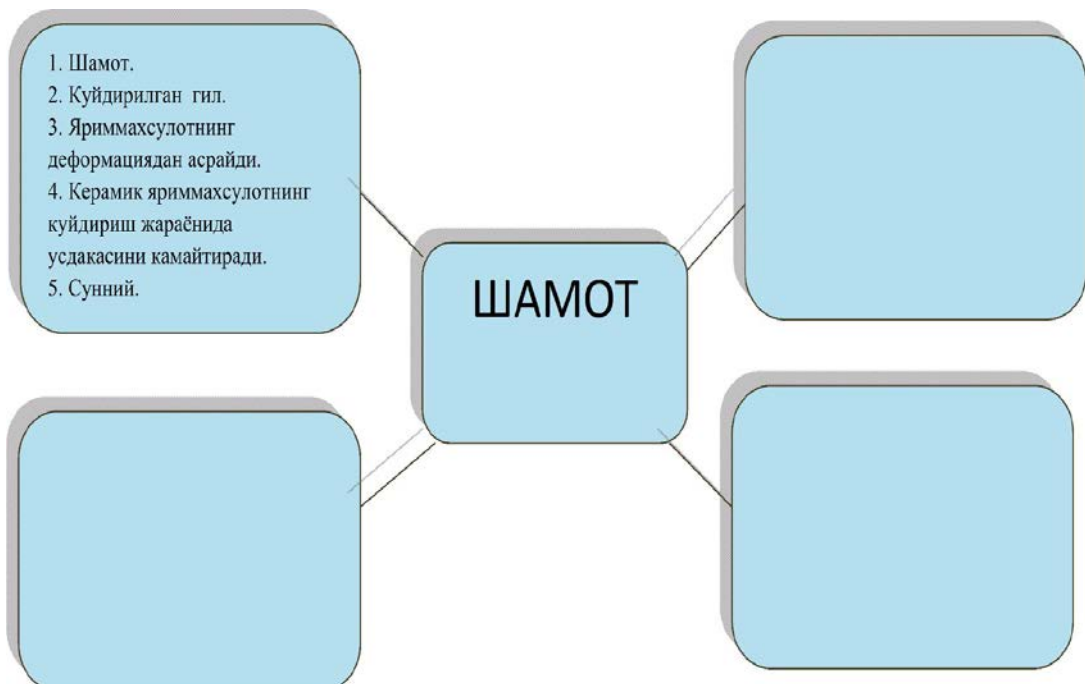 1. Шамот.
2. Куйдирилган гил.
3. Яриммахсулотнинг
деформациядан асрайди.
4. Керамик яриммахсулотнинг
куйдириш жараёнида
усдакасини камайтиради.
5. Сунний.
ШАМОТ